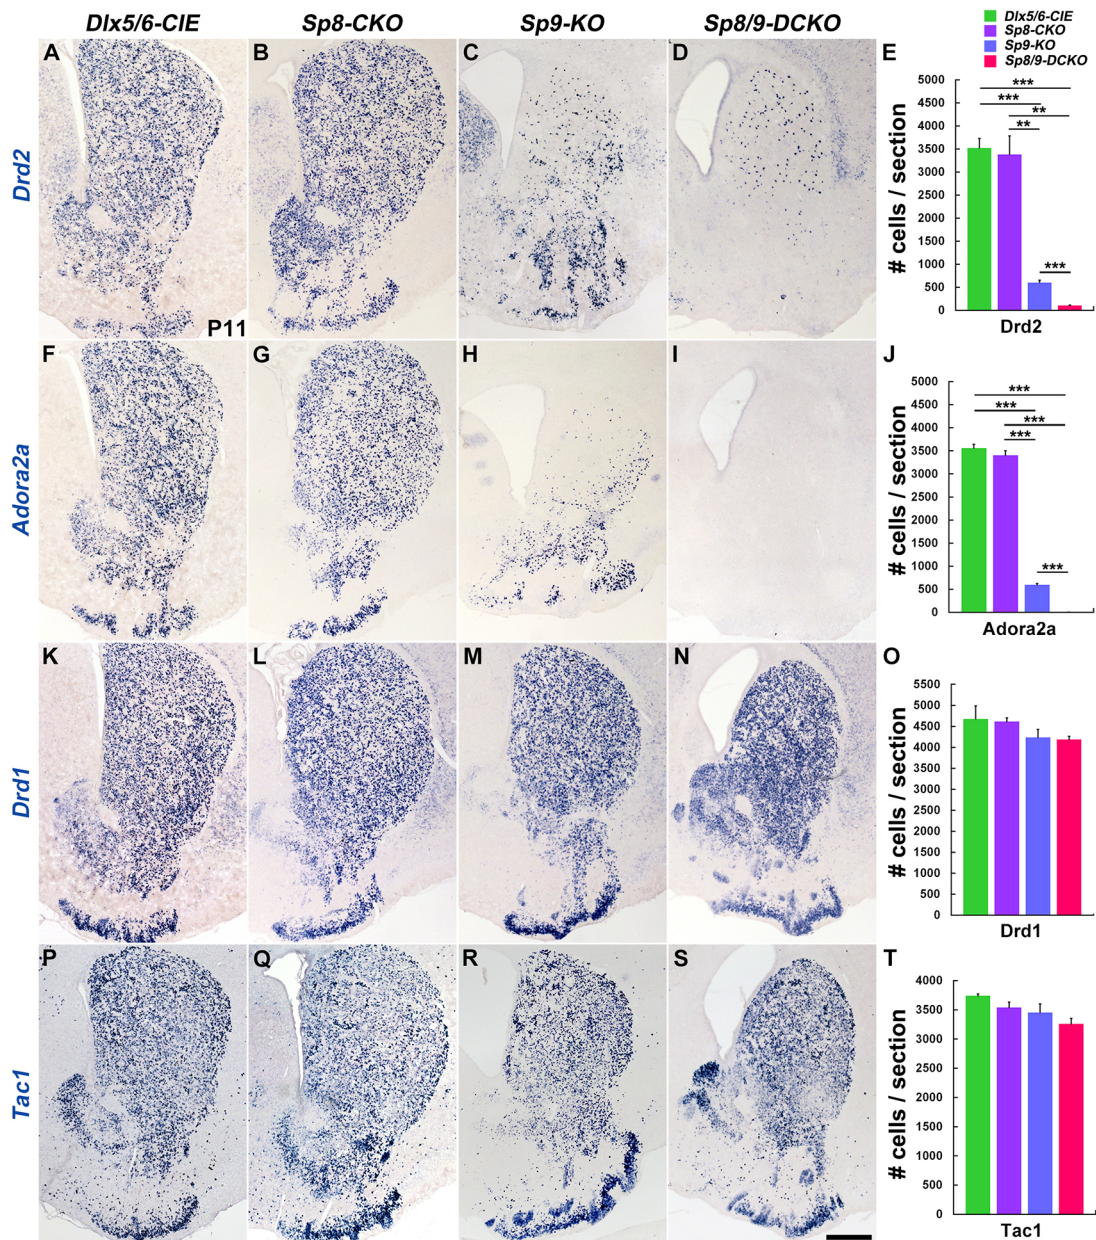 Dlx5/6-CIE Sp8-CKO Sp9-KO Sp8/9-DCKO
Dlx5/6-CIE
Sp8-CKO
Sp9-KO
Sp8/9-DCKO
Drd2
A B C D E
P11
# cells / section
5000
4500
4000
3500
3000
2500
2000
1500
1000
500
0
***
***
**
**
***
Drd2
Adora2a
F G H I J
# cells / section
5000
4500
4000
3500
3000
2500
2000
1500
1000
500
0
***
***
***
***
***
Adora2a
Drd1
K L M N O
# cells / section
5500
5000
4500
4000
3500
3000
2500
2000
1500
1000
500
0
Drd1
Tac1
P Q R S T
# cells / section
4000
3500
3000
2500
2000
1500
1000
500
0
Tac1